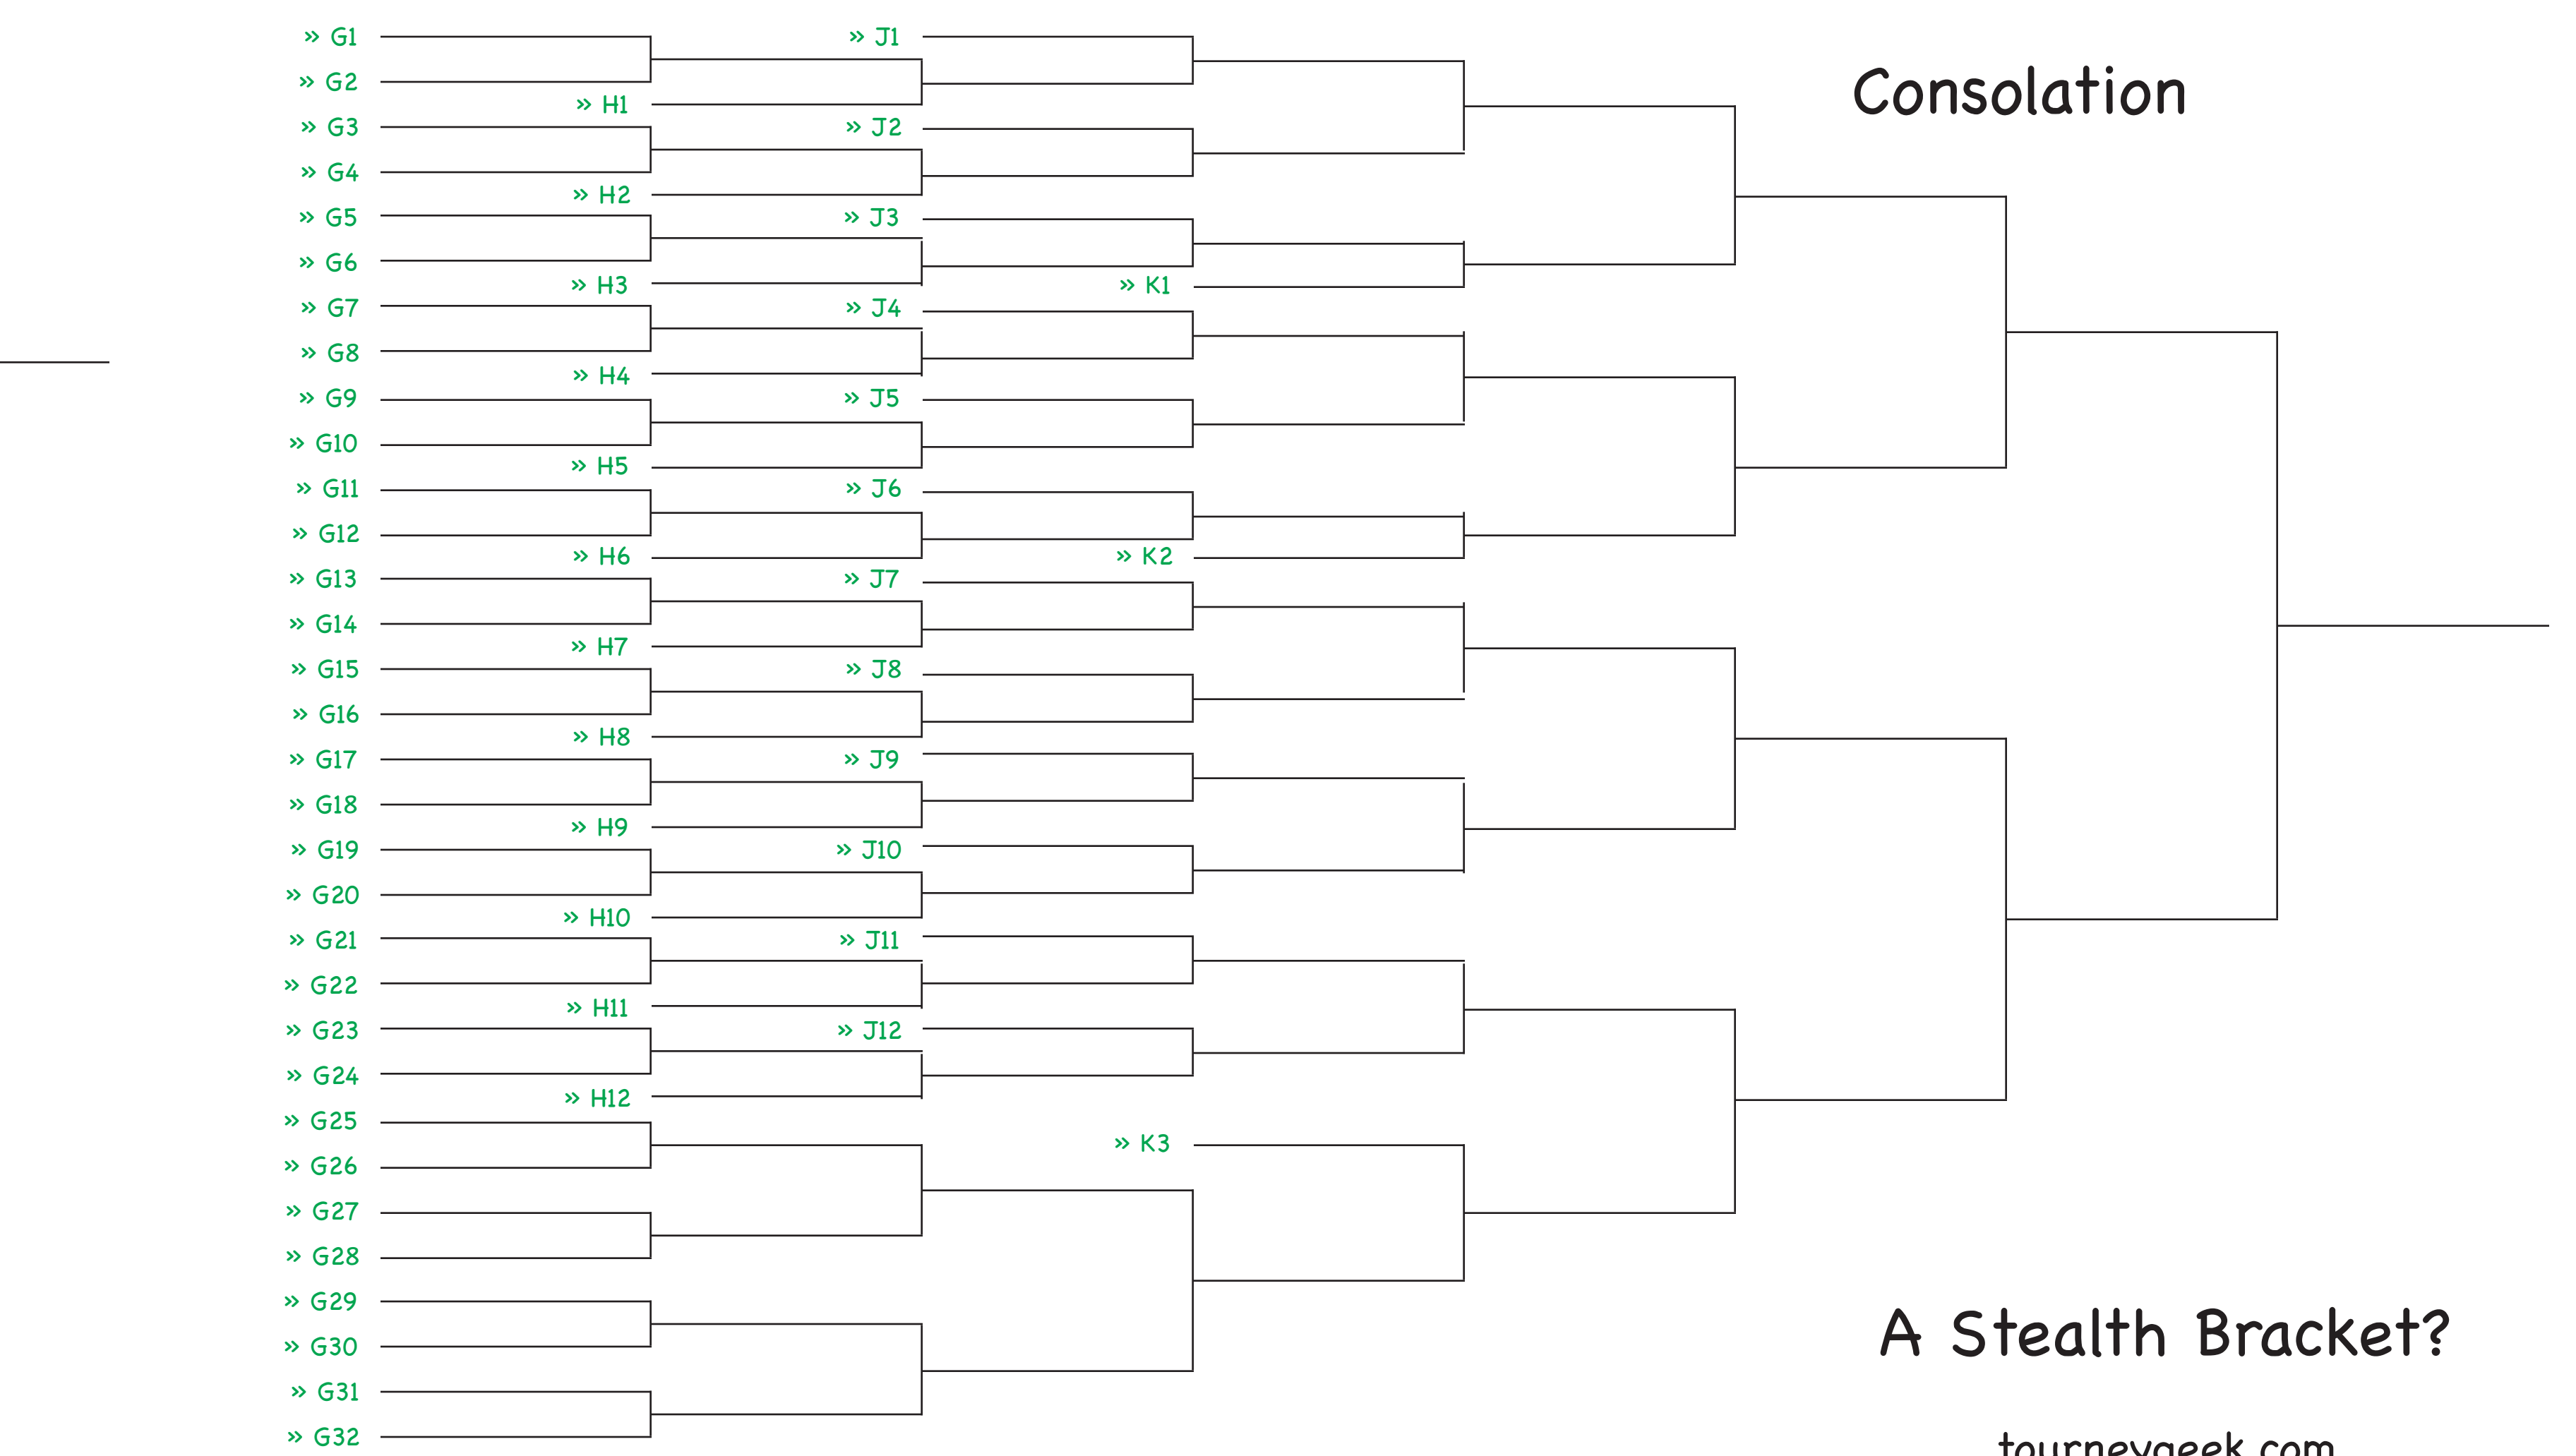 » G1
» J1
» G2
» H1
» G3
» J2
» G4
» H2
» G5
» J3
» G6
» H3
» K1
» G7
» J4
» G8
» H4
» G9
» J5
» G10
» H5
» G11
» J6
» G12
» H6
» K2
» G13
» J7
» G14
» H7
» G15
» J8
» G16
» H8
» G17
» J9
» G18
» H9
» G19
» J10
» G20
» H10
» G21
» J11
» G22
» H11
» G23
» J12
» G24
» H12
» G25
» K3
» G26
» G27
» G28
» G29
» G30
» G31
» G32
Consolation
A Stealth Bracket?
tourneygeek.com